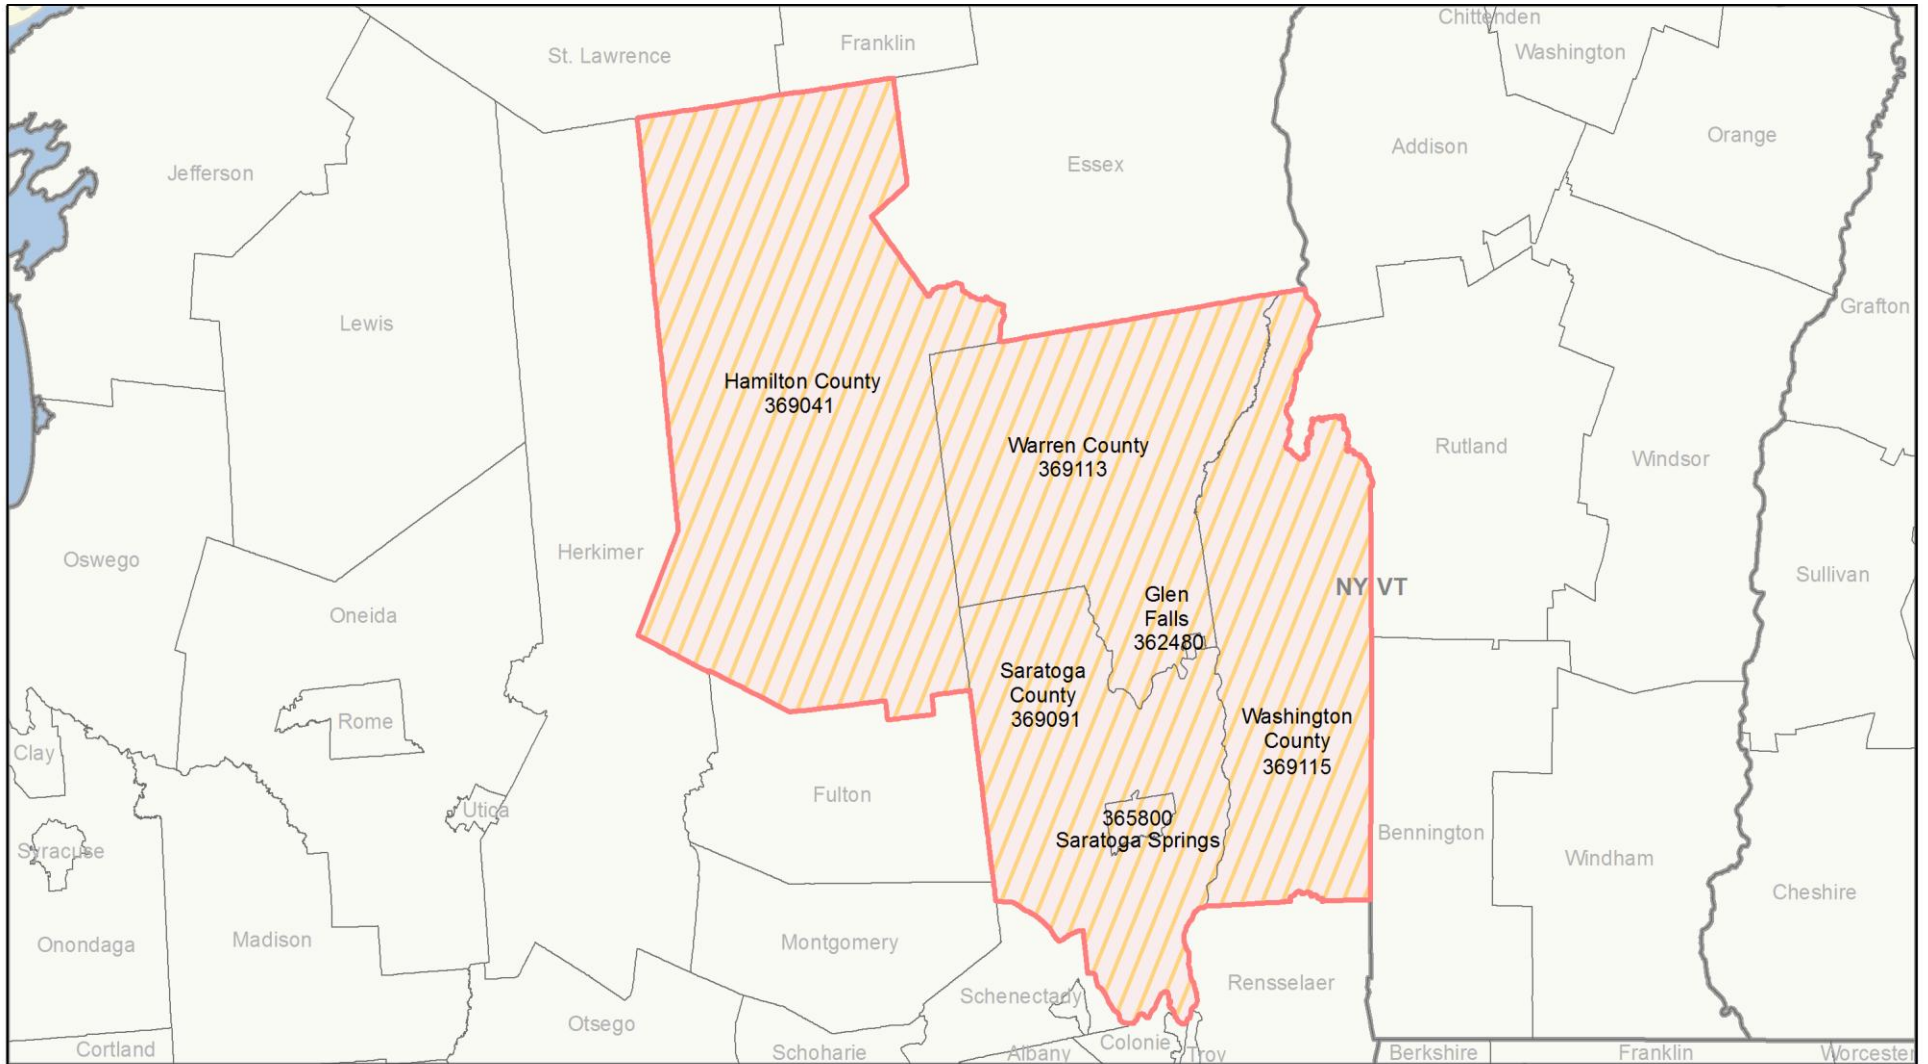 Chittenden
Franklin
St. Lawrence
Washington
Orange
Addison
Essex
Jefferson
Grafton
Lewis
Hamilton County
369041
Warren County
369113
Rutland
Windsor
Herkimer
Oswego
Sullivan
NY VT
Glen
Falls
362480
Oneida
Saratoga
County
369091
Washington
County
369115
Rome
Clay
Fulton
Utica
365800
Saratoga Springs
Bennington
Syracuse
Windham
Cheshire
Onondaga
Madison
Montgomery
Rensselaer
Schenectady
Otsego
Colonie
Cortland
Schoharie
Albany
Troy
Berkshire
Franklin
Worcester